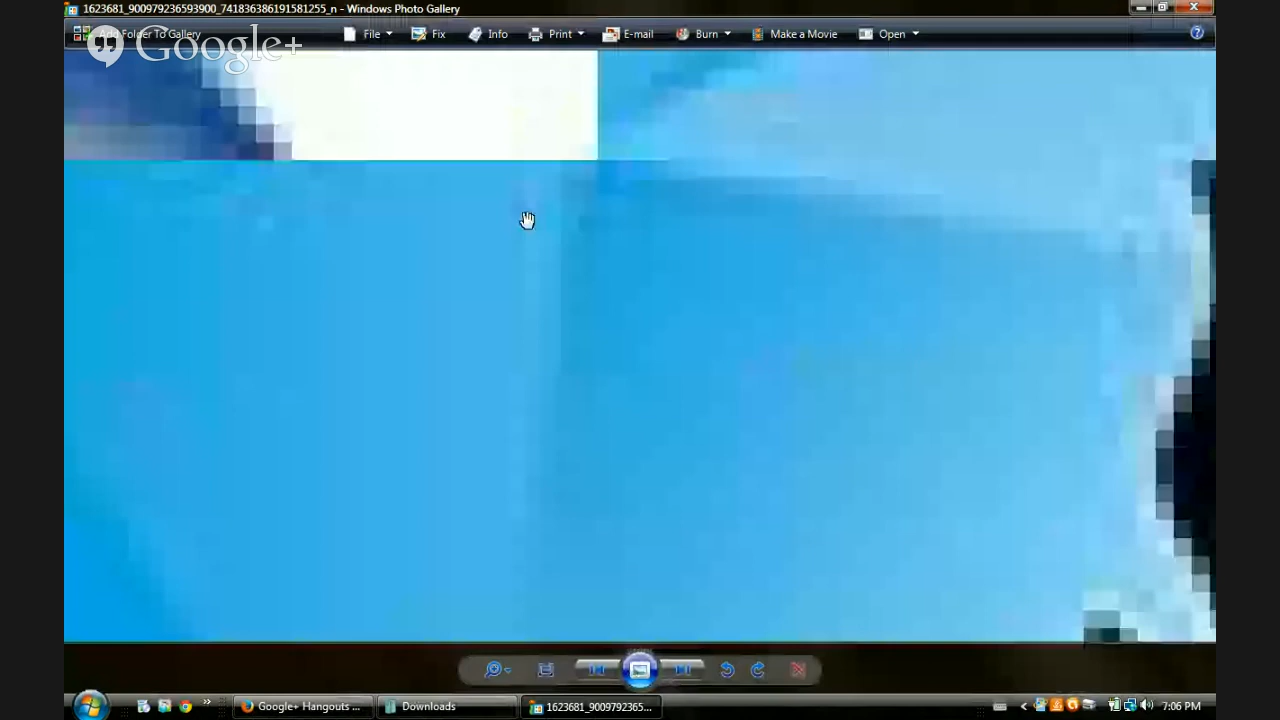 1623681_900979236593900_741836386191581255_n - Windows Photo Gallery
Add Folder To Gallery
Google+
File
Fix
Info
Print
E-mail
Burn
Make a Movie
Open
Google+ Hangouts ...
Downloads
1623681_9009792365...
7:06 PM